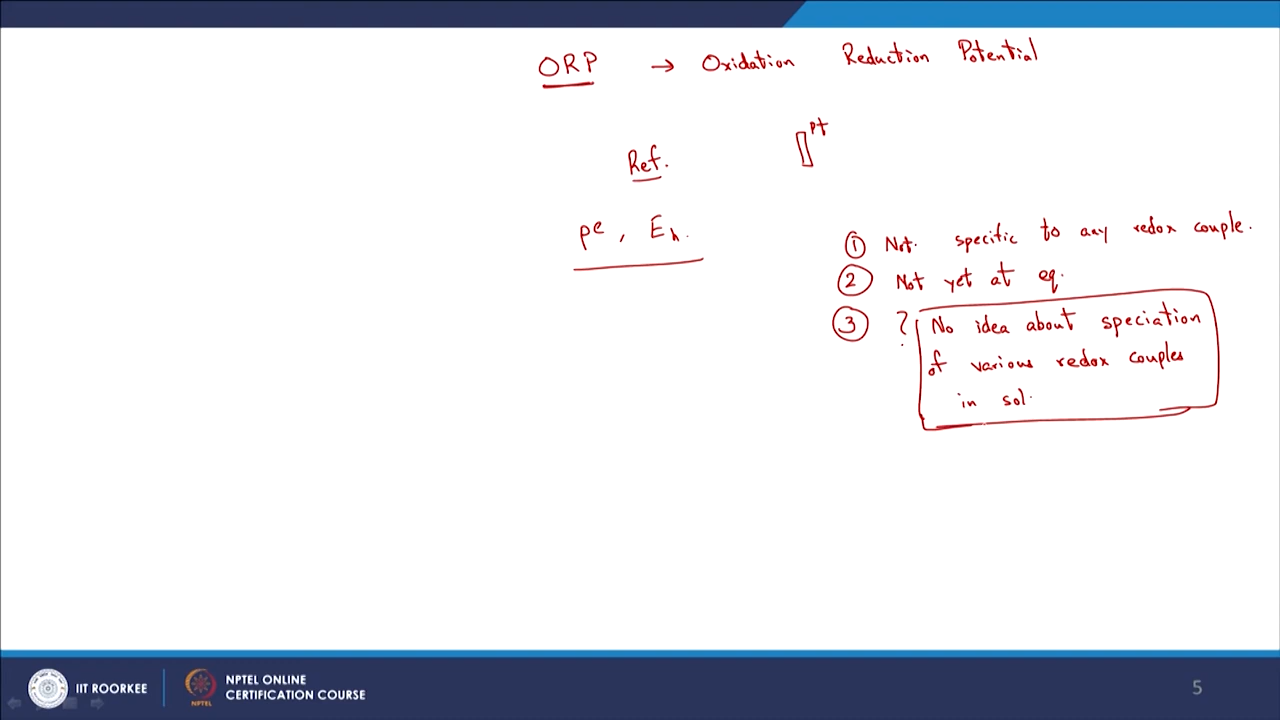 ORP → Oxidation Reduction Potential
Pt
Ref.
pe, Eh.
① Not. specific to any redox couple.
② Not yet at eq.
③ ? No idea about speciation
of various redox couples
in sol.
IIT ROORKEE
NPTEL
NPTEL ONLINE
CERTIFICATION COURSE
5